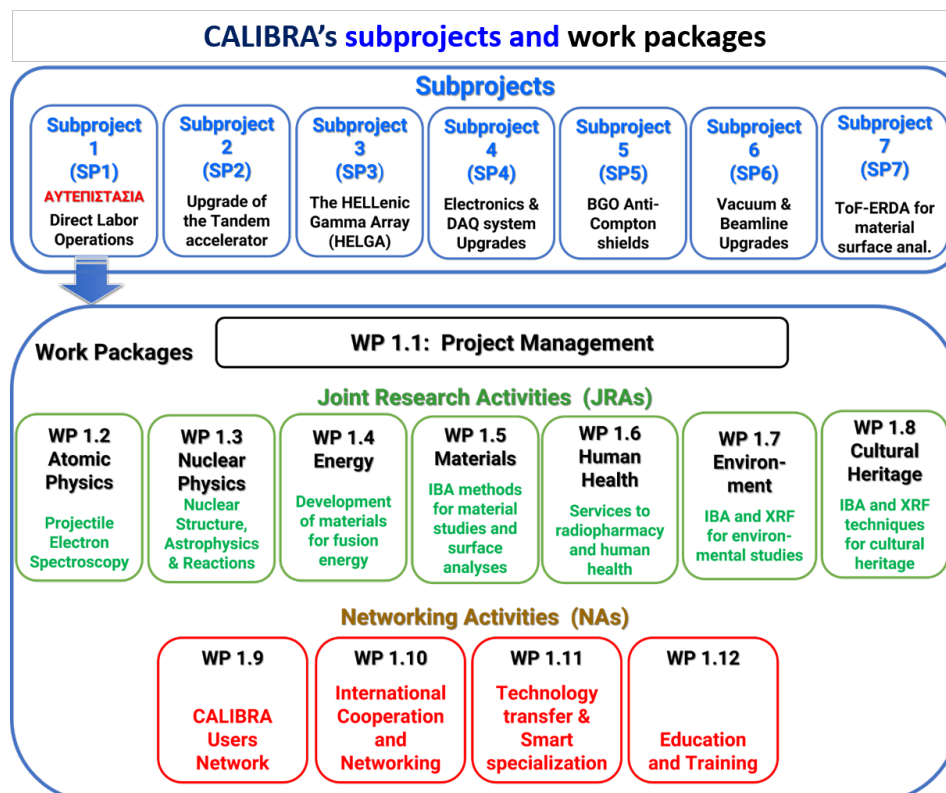 CALIBRA's subprojects and work packages
Subprojects
Subproject
1
(SP1)
ΑΥΤΕΠΙΣΤΑΣΙΑ
Direct Labor
Operations
Subproject
2
(SP2)
Upgrade of
the Tandem
accelerator
Subproject
3
(SP3)
The HELLenic
Gamma Array
(HELGA)
Subproject
4
(SP4)
Electronics &
DAQ system
Upgrades
Subproject
5
(SP5)
BGO Anti-
Compton
shields
Subproject
6
(SP6)
Vacuum &
Beamline
Upgrades
Subproject
7
(SP7)
ToF-ERDA for
material
surface anal.
Work Packages
WP 1.1: Project Management
Joint Research Activities (JRAs)
WP 1.2
Atomic
Physics
Projectile
Electron
Spectroscopy
WP 1.3
Nuclear
Physics
Nuclear
Structure,
Astrophysics
& Reactions
WP 1.4
Energy
Development
of materials
for fusion
energy
WP 1.5
Materials
IBA methods
for material
studies and
surface
analyses
WP 1.6
Human
Health
Services to
radiopharmacy
and human
health
WP 1.7
Environ-
ment
IBA and XRF
for environ-
mental studies
WP 1.8
Cultural
Heritage
IBA and XRF
techniques
for cultural
heritage
Networking Activities (NAs)
WP 1.9
CALIBRA
Users
Network
WP 1.10
International
Cooperation
and
Networking
WP 1.11
Technology
transfer &
Smart
specialization
WP 1.12
Education
and Training